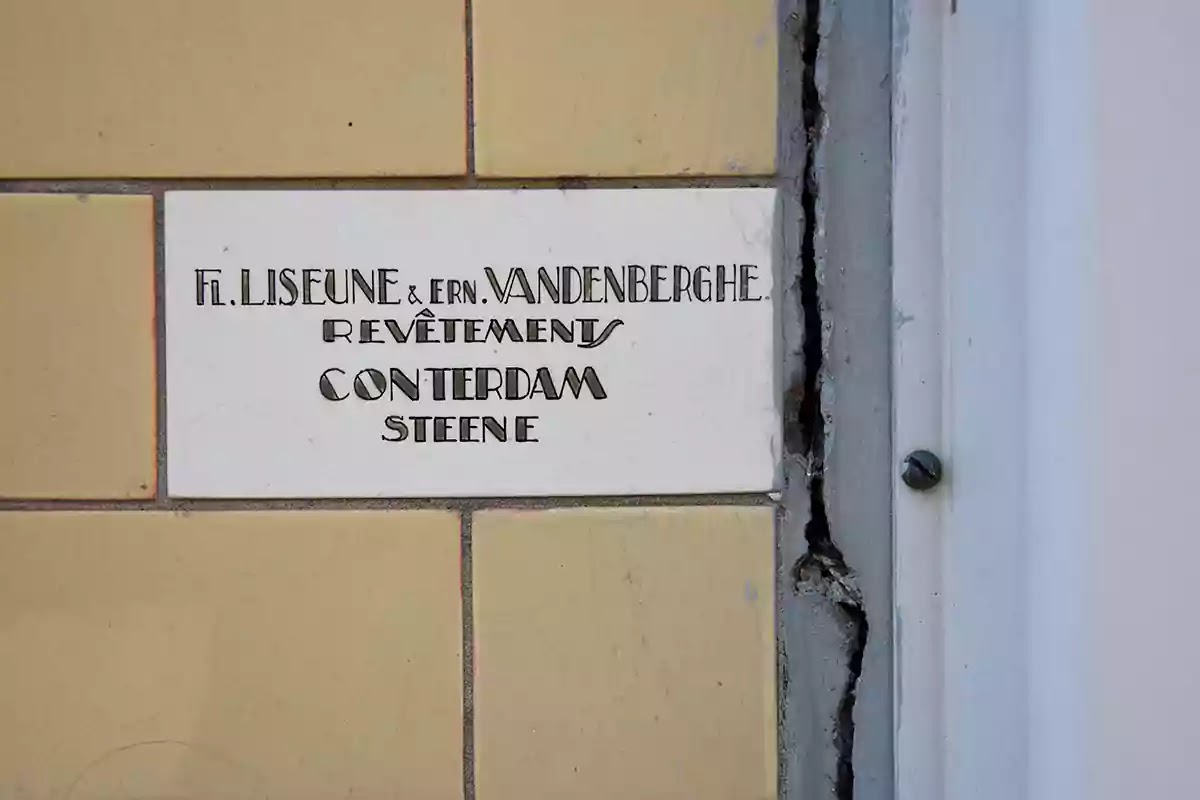 FL. LISEUNE & ERN. VANDENBERGHE.
REVÊTEMENTS
CONTERDAM
STEENE